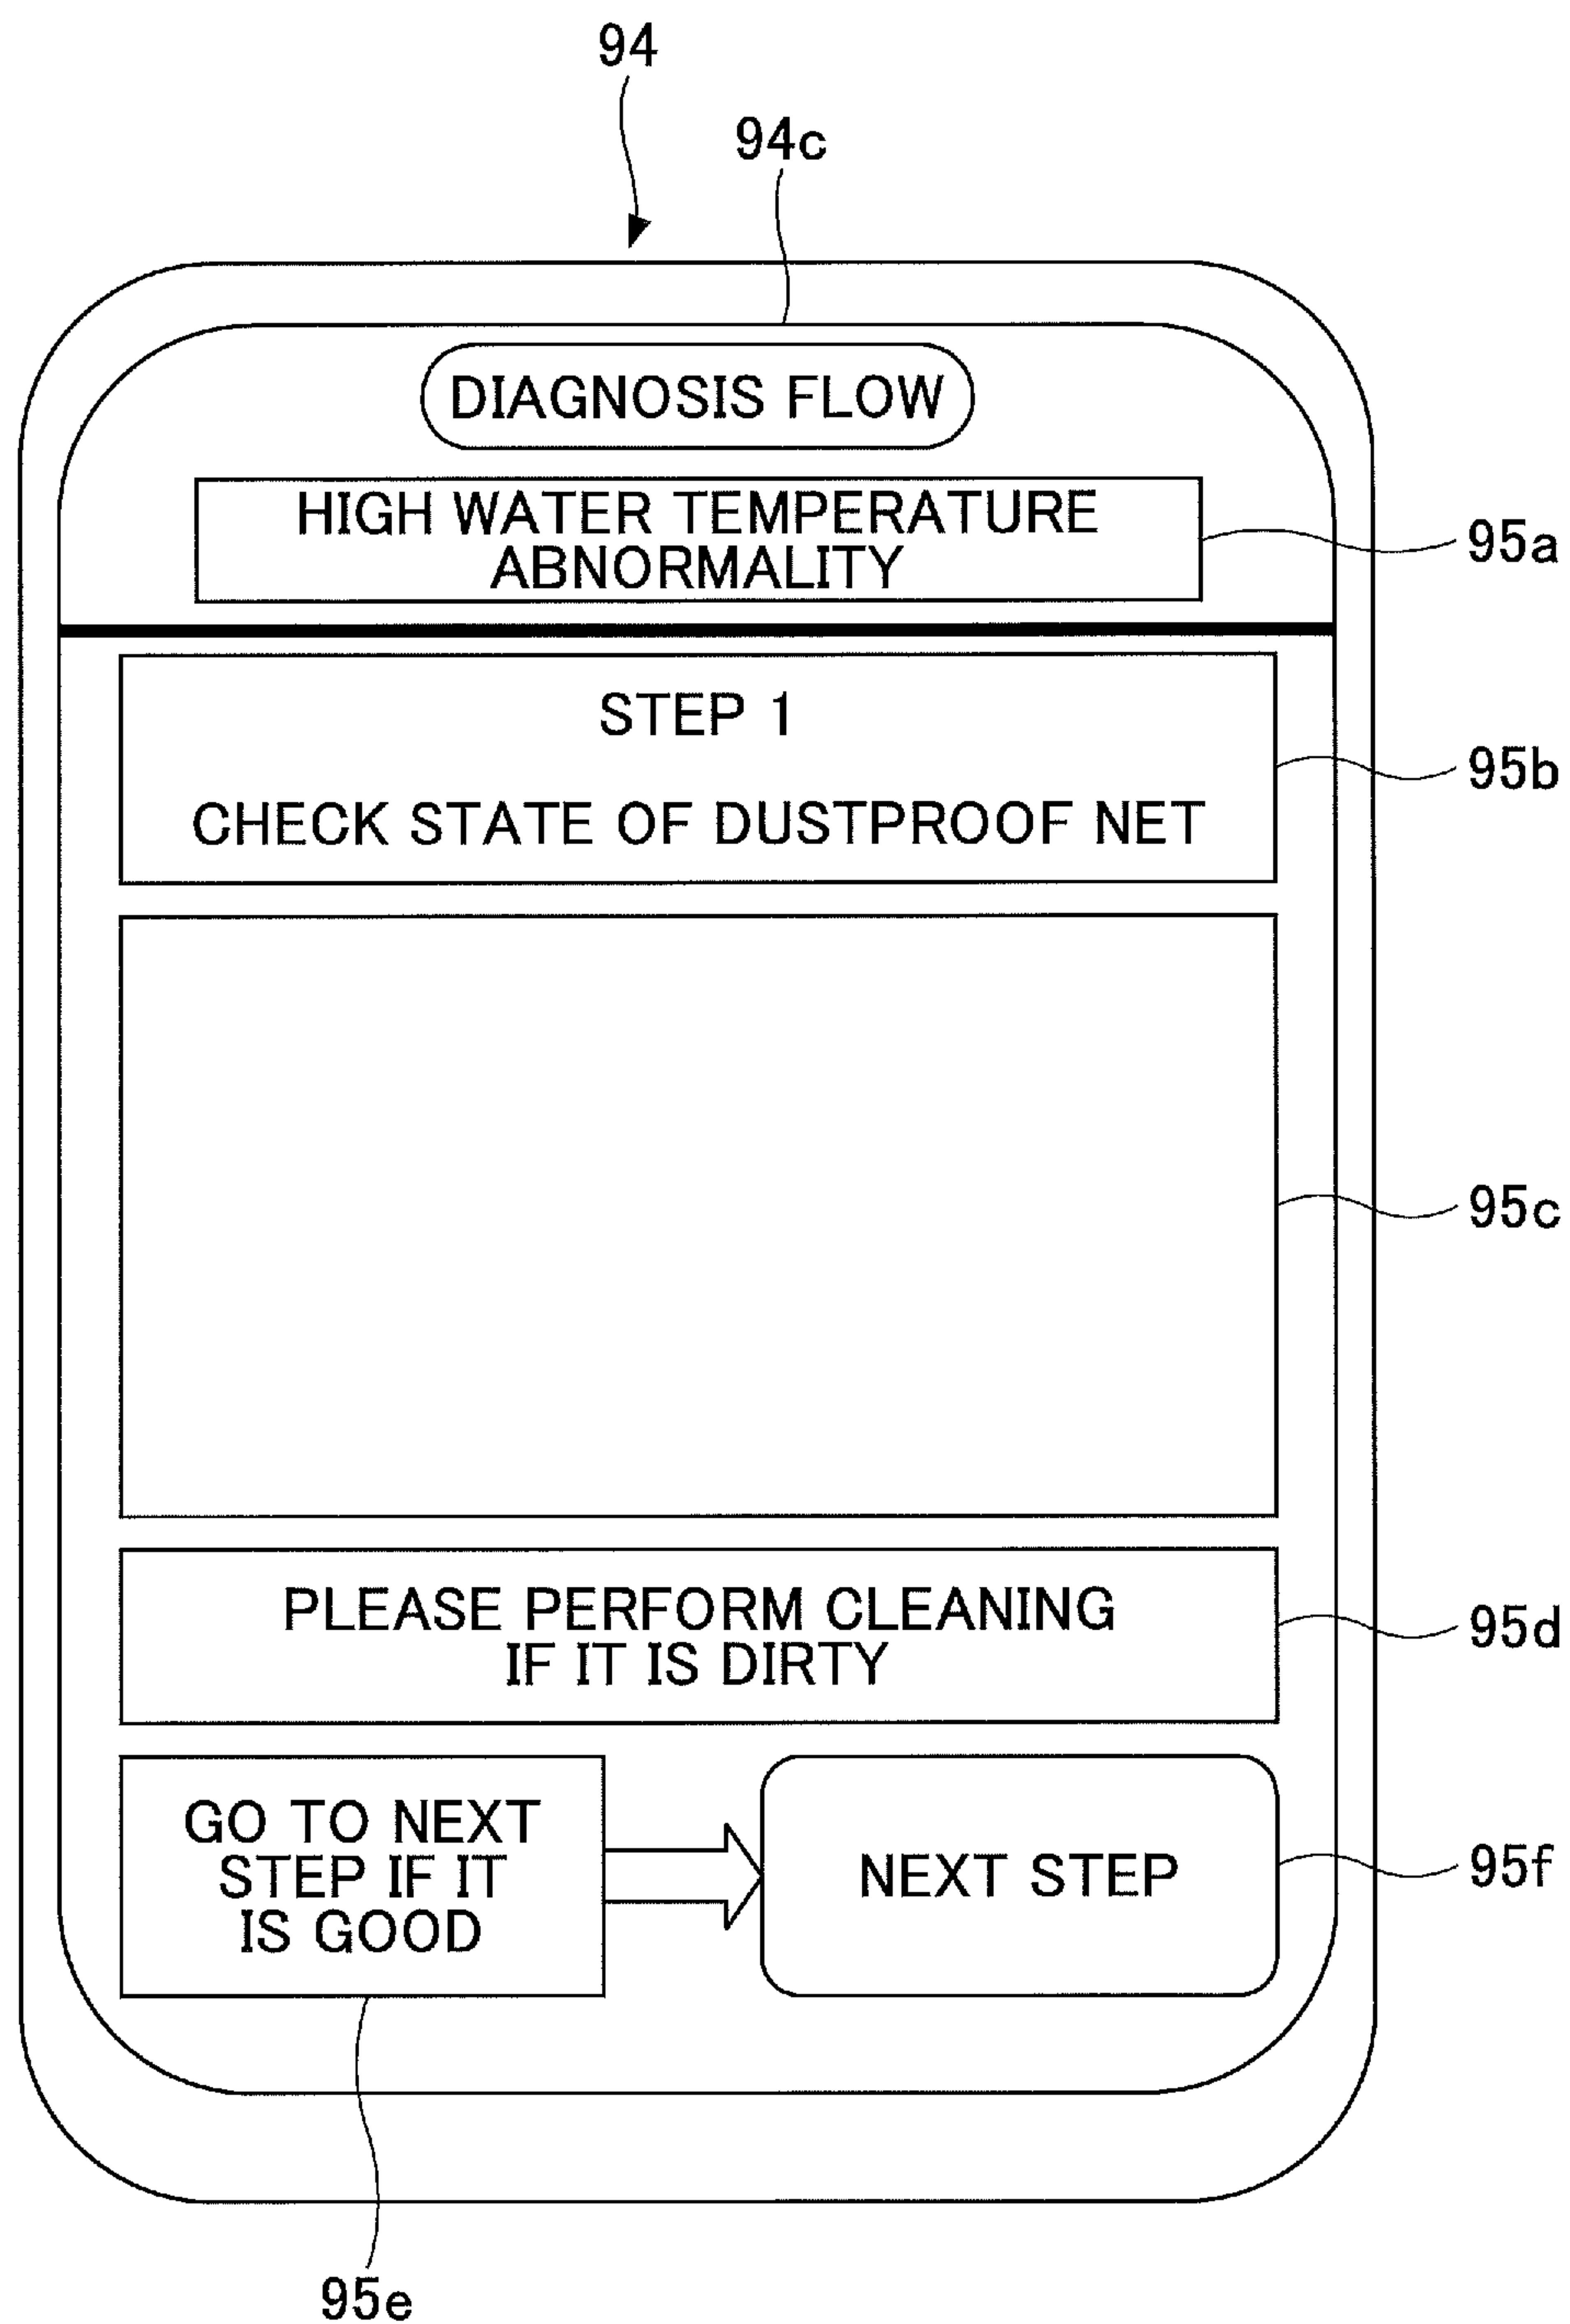 94
94c
DIAGNOSIS FLOW
HIGH WATER TEMPERATURE
ABNORMALITY
95a
STEP 1
95b
CHECK STATE OF DUSTPROOF NET
95c
PLEASE PERFORM CLEANING
IF IT IS DIRTY
95d
GO TO NEXT
STEP IF IT
IS GOOD
NEXT STEP
95f
95e